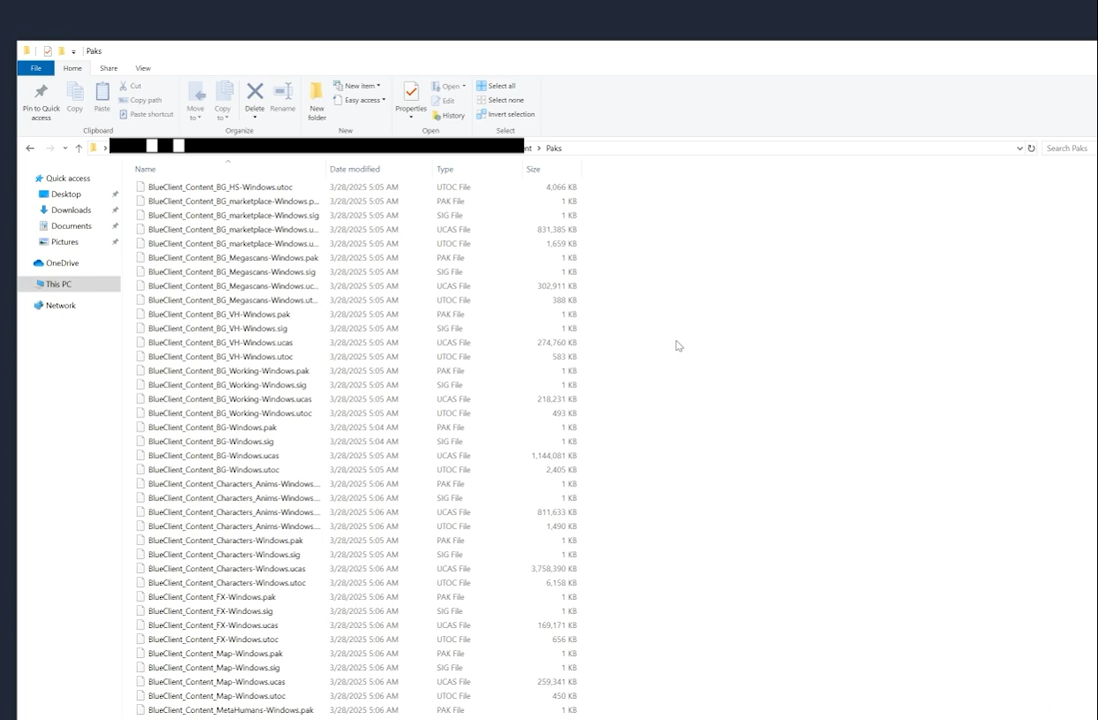 Paks
File Home Share View
Pin to Quick access
Copy
Paste
Cut
Copy path
Paste shortcut
Clipboard
Move to
Copy to
Delete
Rename
Organize
New folder
New item
Easy access
New
Properties
Open
Edit
History
Open
Select all
Select none
Invert selection
Select
nt > Paks
Search Paks
Quick access
Desktop
Downloads
Documents
Pictures
OneDrive
This PC
Network
Name Date modified Type Size
BlueClient_Content_BG_HS-Windows.utoc 3/28/2025 5:05 AM UTOC File 4,066 KB
BlueClient_Content_BG_marketplace-Windows.p... 3/28/2025 5:05 AM PAK File 1 KB
BlueClient_Content_BG_marketplace-Windows.sig 3/28/2025 5:05 AM SIG File 1 KB
BlueClient_Content_BG_marketplace-Windows.u... 3/28/2025 5:05 AM UCAS File 831,385 KB
BlueClient_Content_BG_marketplace-Windows.u... 3/28/2025 5:05 AM UTOC File 1,659 KB
BlueClient_Content_BG_Megascans-Windows.pak 3/28/2025 5:05 AM PAK File 1 KB
BlueClient_Content_BG_Megascans-Windows.sig 3/28/2025 5:05 AM SIG File 1 KB
BlueClient_Content_BG_Megascans-Windows.uc... 3/28/2025 5:05 AM UCAS File 302,911 KB
BlueClient_Content_BG_Megascans-Windows.ut... 3/28/2025 5:05 AM UTOC File 388 KB
BlueClient_Content_BG_VH-Windows.pak 3/28/2025 5:05 AM PAK File 1 KB
BlueClient_Content_BG_VH-Windows.sig 3/28/2025 5:05 AM SIG File 1 KB
BlueClient_Content_BG_VH-Windows.ucas 3/28/2025 5:05 AM UCAS File 274,760 KB
BlueClient_Content_BG_VH-Windows.utoc 3/28/2025 5:05 AM UTOC File 583 KB
BlueClient_Content_BG_Working-Windows.pak 3/28/2025 5:05 AM PAK File 1 KB
BlueClient_Content_BG_Working-Windows.sig 3/28/2025 5:05 AM SIG File 1 KB
BlueClient_Content_BG_Working-Windows.ucas 3/28/2025 5:05 AM UCAS File 218,231 KB
BlueClient_Content_BG_Working-Windows.utoc 3/28/2025 5:05 AM UTOC File 493 KB
BlueClient_Content_BG-Windows.pak 3/28/2025 5:04 AM PAK File 1 KB
BlueClient_Content_BG-Windows.sig 3/28/2025 5:04 AM SIG File 1 KB
BlueClient_Content_BG-Windows.ucas 3/28/2025 5:05 AM UCAS File 1,144,081 KB
BlueClient_Content_BG-Windows.utoc 3/28/2025 5:05 AM UTOC File 2,405 KB
BlueClient_Content_Characters_Anims-Windows.... 3/28/2025 5:06 AM PAK File 1 KB
BlueClient_Content_Characters_Anims-Windows.... 3/28/2025 5:06 AM SIG File 1 KB
BlueClient_Content_Characters_Anims-Windows.... 3/28/2025 5:06 AM UCAS File 811,633 KB
BlueClient_Content_Characters_Anims-Windows.... 3/28/2025 5:06 AM UTOC File 1,490 KB
BlueClient_Content_Characters-Windows.pak 3/28/2025 5:06 AM PAK File 1 KB
BlueClient_Content_Characters-Windows.sig 3/28/2025 5:06 AM SIG File 1 KB
BlueClient_Content_Characters-Windows.ucas 3/28/2025 5:06 AM UCAS File 3,758,390 KB
BlueClient_Content_Characters-Windows.utoc 3/28/2025 5:06 AM UTOC File 6,158 KB
BlueClient_Content_FX-Windows.pak 3/28/2025 5:06 AM PAK File 1 KB
BlueClient_Content_FX-Windows.sig 3/28/2025 5:06 AM SIG File 1 KB
BlueClient_Content_FX-Windows.ucas 3/28/2025 5:06 AM UCAS File 169,171 KB
BlueClient_Content_FX-Windows.utoc 3/28/2025 5:06 AM UTOC File 656 KB
BlueClient_Content_Map-Windows.pak 3/28/2025 5:06 AM PAK File 1 KB
BlueClient_Content_Map-Windows.sig 3/28/2025 5:06 AM SIG File 1 KB
BlueClient_Content_Map-Windows.ucas 3/28/2025 5:06 AM UCAS File 259,341 KB
BlueClient_Content_Map-Windows.utoc 3/28/2025 5:06 AM UTOC File 450 KB
BlueClient_Content_MetaHumans-Windows.pak 3/28/2025 5:06 AM PAK File 1 KB